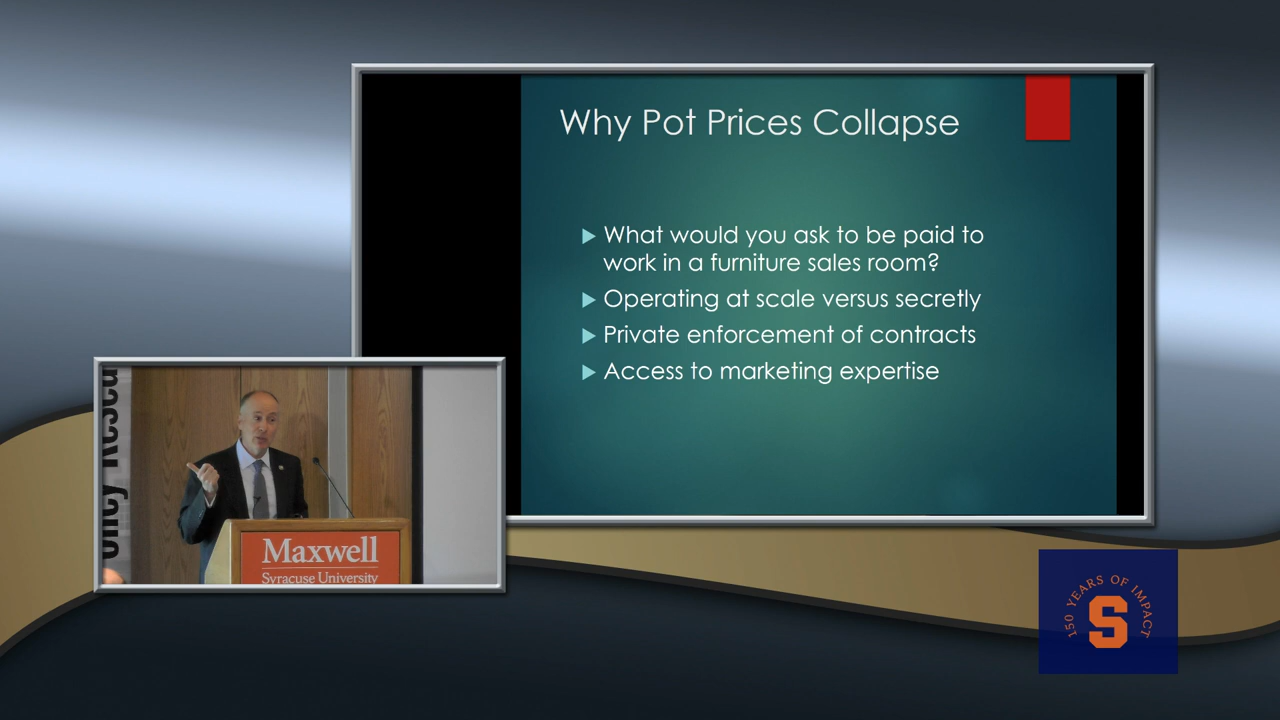 Why Pot Prices Collapse
What would you ask to be paid to
work in a furniture sales room?
Operating at scale versus secretly
Private enforcement of contracts
Access to marketing expertise
Maxwell
Syracuse University
150 YEARS OF IMPACT
S